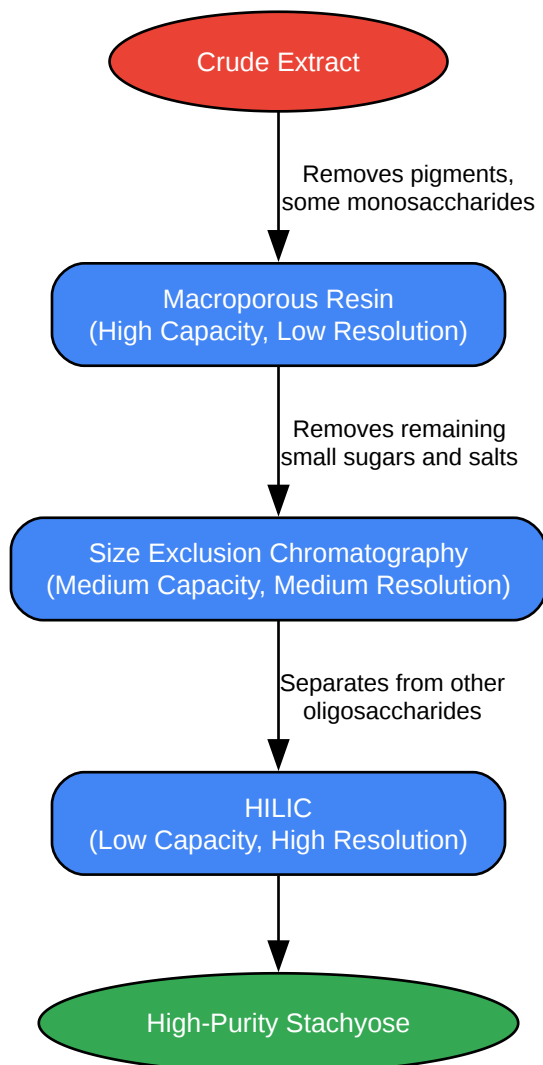 Crude Extract
Removes pigments,
some monosaccharides
Macroporous Resin
(High Capacity, Low Resolution)
Removes remaining
small sugars and salts
Size Exclusion Chromatography
(Medium Capacity, Medium Resolution)
Separates from other
oligosaccharides
HILIC
(Low Capacity, High Resolution)
High-Purity Stachyose